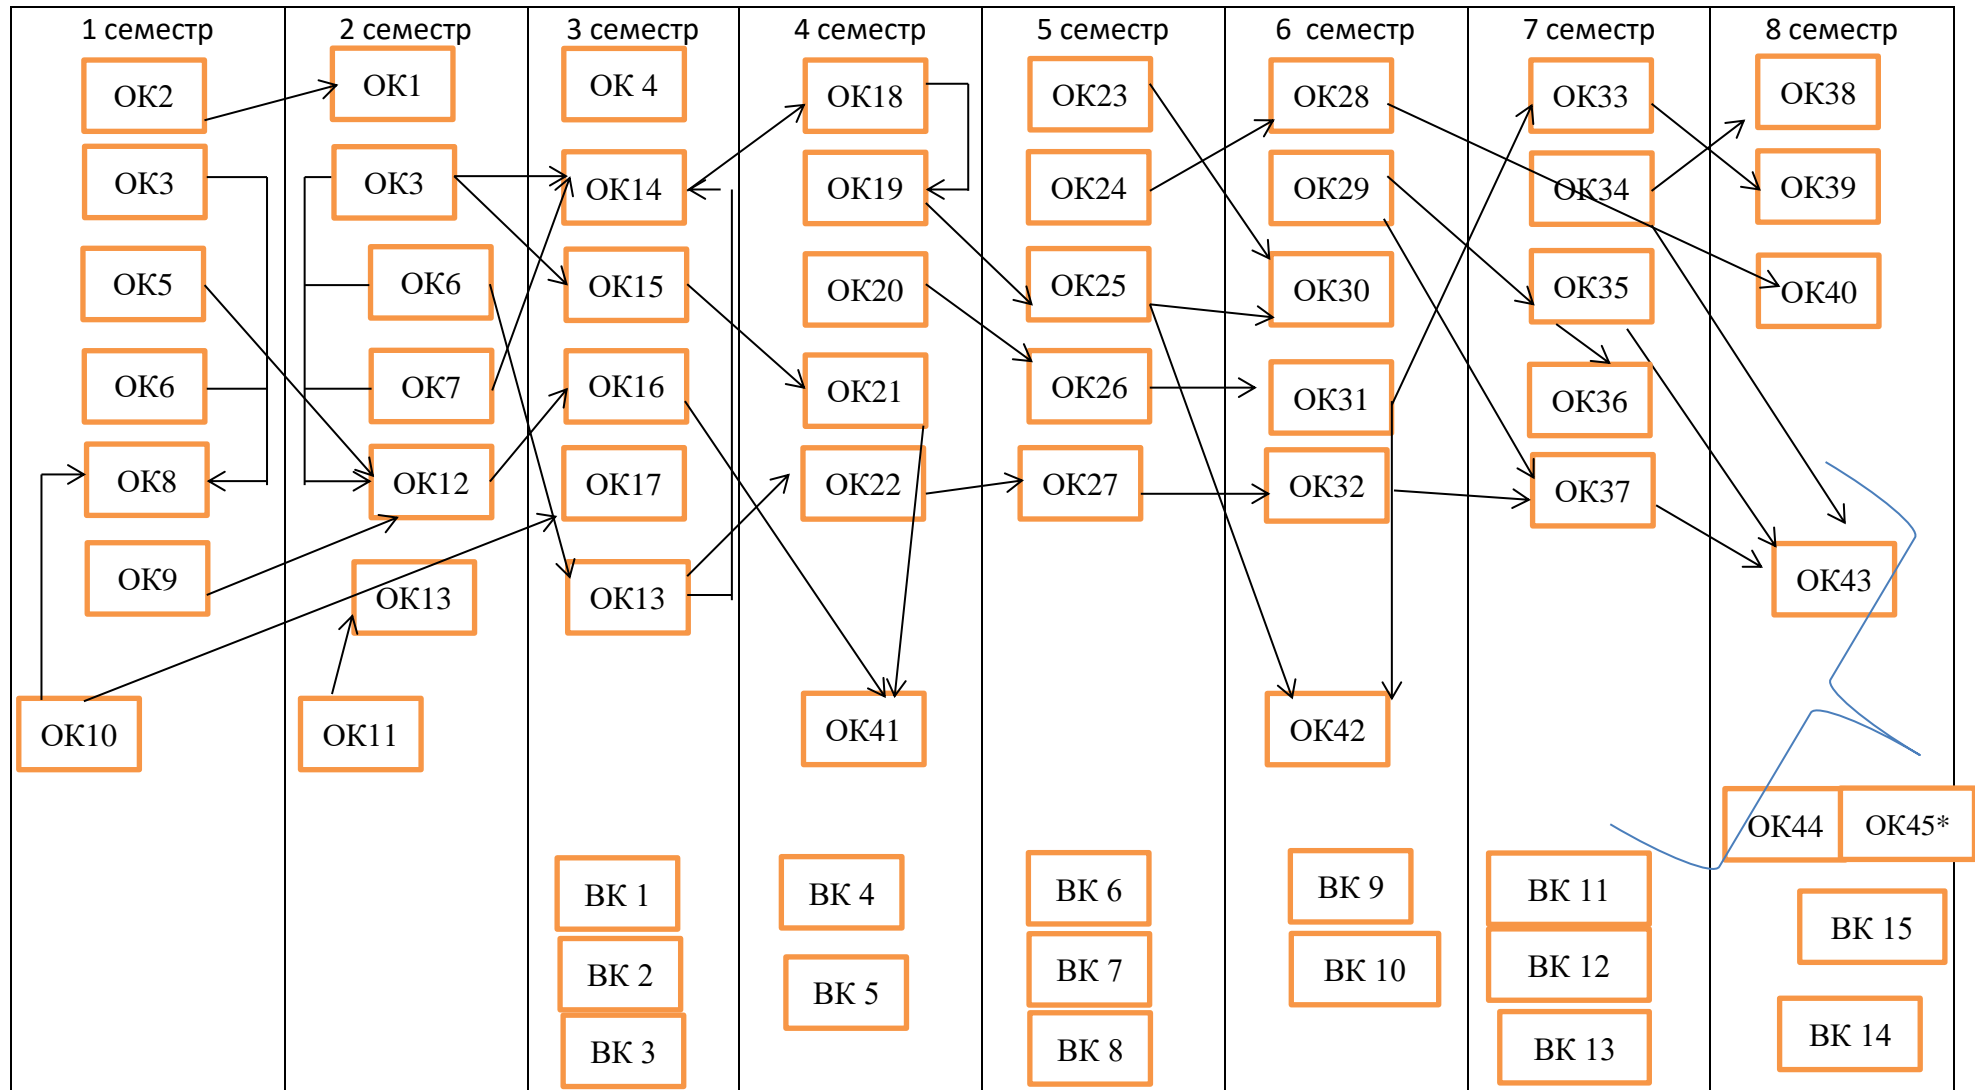 1 семестр
ОК2
ОК3
ОК5
ОК6
ОК8
ОК9
ОК10
2 семестр
ОК1
ОК3
ОК6
ОК7
ОК12
ОК13
ОК11
3 семестр
ОК 4
ОК14
ОК15
ОК16
ОК17
ОК13
ВК 1
ВК 2
ВК 3
4 семестр
ОК18
ОК19
ОК20
ОК21
ОК22
ОК41
ВК 4
ВК 5
5 семестр
ОК23
ОК24
ОК25
ОК26
ОК27
ВК 6
ВК 7
ВК 8
6 семестр
ОК28
ОК29
ОК30
ОК31
ОК32
ОК42
ВК 9
ВК 10
7 семестр
ОК33
ОК34
ОК35
ОК36
ОК37
ВК 11
ВК 12
ВК 13
8 семестр
ОК38
ОК39
ОК40
ОК43
ОК44
ОК45*
ВК 15
ВК 14